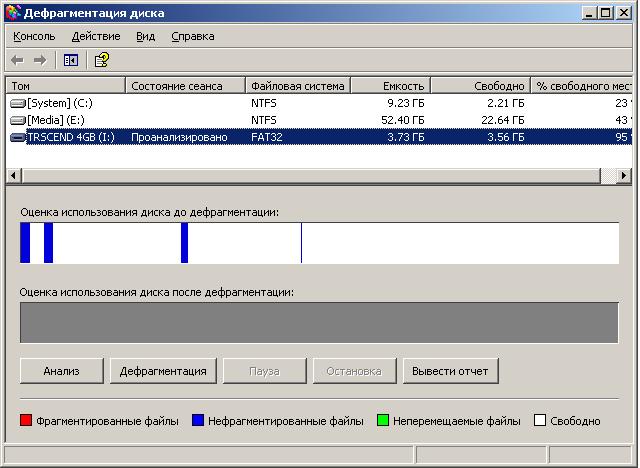 Дефрагментация диска
Консоль Действие Вид Справка
Том Состояние сеанса Файловая система Емкость Свободно % свободного мест
[System] (C:) NTFS 9.23 ГБ 2.21 ГБ 23
[Media] (E:) NTFS 52.40 ГБ 22.64 ГБ 43
TRSCEND 4GB (I:) Проанализировано FAT32 3.73 ГБ 3.56 ГБ 95
Оценка использования диска до дефрагментации:
Оценка использования диска после дефрагментации:
Анализ Дефрагментация Пауза Остановка Вывести отчет
Фрагментированные файлы Нефрагментированные файлы Неперемещаемые файлы Свободно